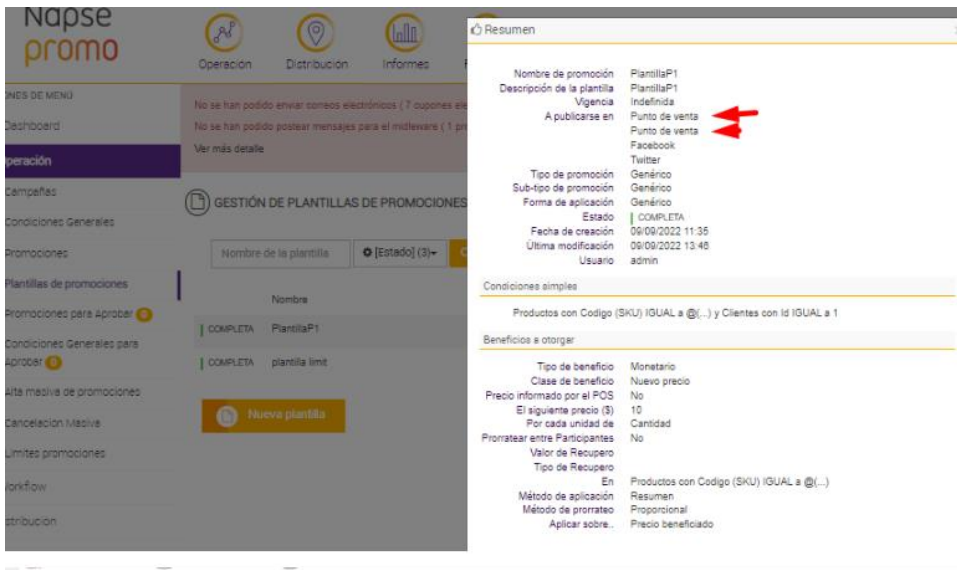 Napse
promo
Operación
Distribución
Informes
No se han podido enviar correos electrónicos ( 7 cupones
No se han podido postear mensajes para el midleware ( 1
Ver más detalle
Dashboard
Operación
Campañas
Condiciones Generales
Promociones
Plantillas de promociones
Promociones para Aprobar 0
Condiciones Generales para
Aprobar 0
Alta masiva de promociones
Cancelación Masiva
Límites promociones
Workflow
GESTIÓN DE PLANTILLAS DE PROMOCIONES
Nombre de la plantilla
[Estado] (3)
Nombre
COMPLETA PlantillaP1
COMPLETA plantilla limit
Nueva plantilla
Resumen
Nombre de promoción PlantillaP1
Descripción de la plantilla PlantillaP1
Vigencia Indefinida
A publicarse en Punto de venta
Punto de venta
Facebook
Twitter
Tipo de promoción Genérico
Sub-tipo de promoción Genérico
Forma de aplicación Genérico
Estado COMPLETA
Fecha de creación 09/09/2022 11:35
Última modificación 09/09/2022 13:46
Usuario admin
Condiciones simples
Productos con Codigo (SKU) IGUAL a @(...) y Clientes con Id IGUAL a 1
Beneficios a otorgar
Tipo de beneficio Monetario
Clase de beneficio Nuevo precio
Precio informado por el POS No
El siguiente precio ($) 10
Por cada unidad de Cantidad
Prorratear entre Participantes No
Valor de Recupero
Tipo de Recupero
En Productos con Codigo (SKU) IGUAL a @(...)
Método de aplicación Resumen
Método de prorrateo Proporcional
Aplicar sobre.. Precio beneficiado